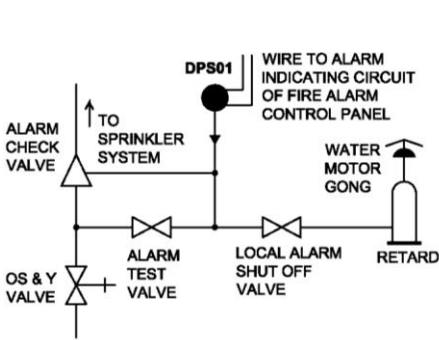 DPS01
WIRE TO ALARM
INDICATING CIRCUIT
OF FIRE ALARM
CONTROL PANEL
TO
SPRINKLER
SYSTEM
ALARM
CHECK
VALVE
WATER
MOTOR
GONG
ALARM
TEST
VALVE
LOCAL ALARM
SHUT OFF
VALVE
RETARD
OS & Y
VALVE